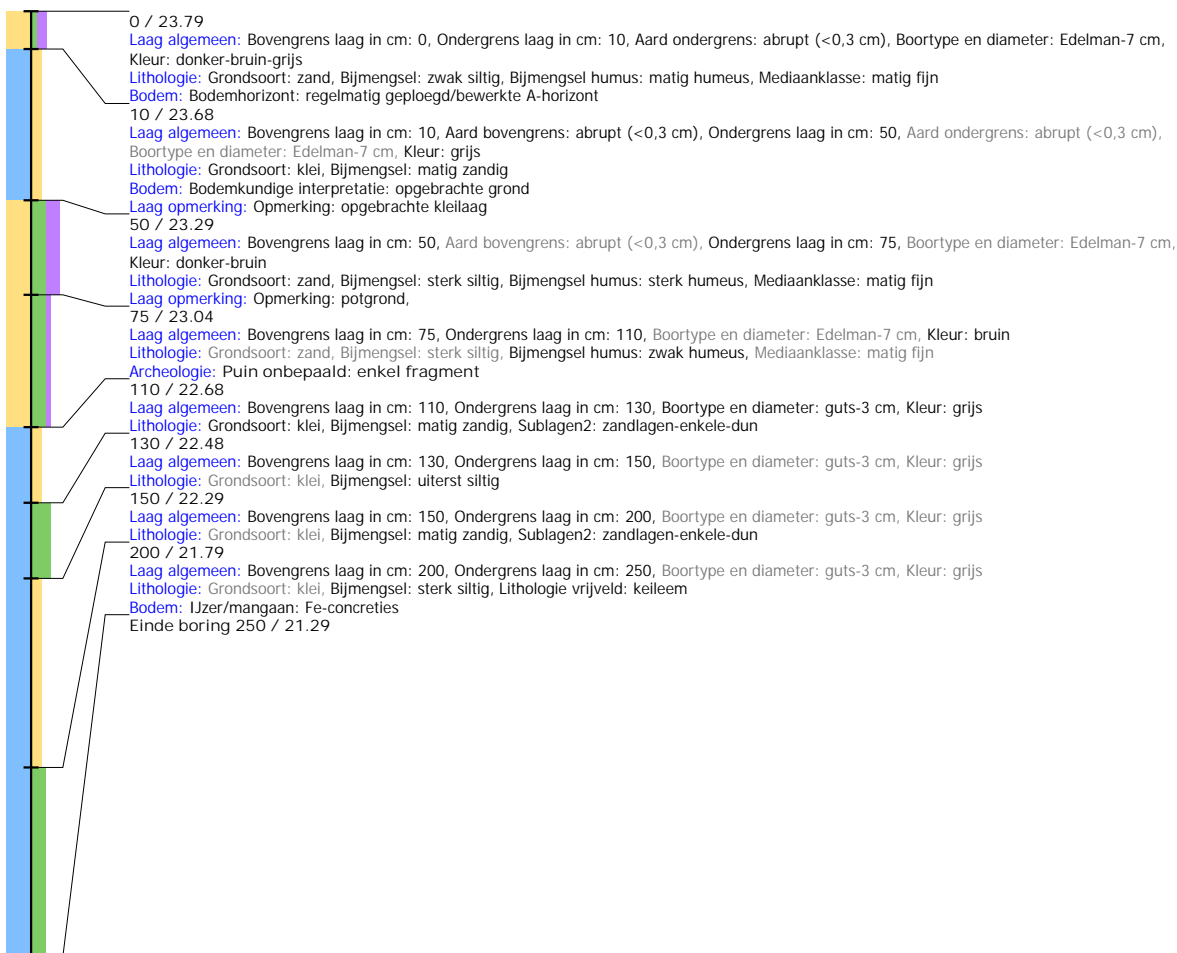 0 / 23.79
Laag algemeen: Bovengrens laag in cm: 0, Ondergrens laag in cm: 10, Aard ondergrens: abrupt (<0,3 cm), Boortype en diameter: Edelman-7 cm,
Kleur: donker-bruin-grijs
Lithologie: Grondsoort: zand, Bijmengsel: zwak siltig, Bijmengsel humus: matig humeus, Mediaanklasse: matig fijn
Bodem: Bodemhorizont: regelmatig geploegd/bewerkte A-horizont
10 / 23.68
Laag algemeen: Bovengrens laag in cm: 10, Aard bovengrens: abrupt (<0,3 cm), Ondergrens laag in cm: 50, Aard ondergrens: abrupt (<0,3 cm),
Boortype en diameter: Edelman-7 cm, Kleur: grijs
Lithologie: Grondsoort: klei, Bijmengsel: matig zandig
Bodem: Bodemkundige interpretatie: opgebrachte grond
Laag opmerking: Opmerking: opgebrachte kleilaag
50 / 23.29
Laag algemeen: Bovengrens laag in cm: 50, Aard bovengrens: abrupt (<0,3 cm), Ondergrens laag in cm: 75, Boortype en diameter: Edelman-7 cm,
Kleur: donker-bruin
Lithologie: Grondsoort: zand, Bijmengsel: sterk siltig, Bijmengsel humus: sterk humeus, Mediaanklasse: matig fijn
Laag opmerking: Opmerking: potgrond,
75 / 23.04
Laag algemeen: Bovengrens laag in cm: 75, Ondergrens laag in cm: 110, Boortype en diameter: Edelman-7 cm, Kleur: bruin
Lithologie: Grondsoort: zand, Bijmengsel: sterk siltig, Bijmengsel humus: zwak humeus, Mediaanklasse: matig fijn
Archeologie: Puin onbepaald: enkel fragment
110 / 22.68
Laag algemeen: Bovengrens laag in cm: 110, Ondergrens laag in cm: 130, Boortype en diameter: guts-3 cm, Kleur: grijs
Lithologie: Grondsoort: klei, Bijmengsel: matig zandig, Sublagen2: zandlagen-enkele-dun
130 / 22.48
Laag algemeen: Bovengrens laag in cm: 130, Ondergrens laag in cm: 150, Boortype en diameter: guts-3 cm, Kleur: grijs
Lithologie: Grondsoort: klei, Bijmengsel: uiterst siltig
150 / 22.29
Laag algemeen: Bovengrens laag in cm: 150, Ondergrens laag in cm: 200, Boortype en diameter: guts-3 cm, Kleur: grijs
Lithologie: Grondsoort: klei, Bijmengsel: matig zandig, Sublagen2: zandlagen-enkele-dun
200 / 21.79
Laag algemeen: Bovengrens laag in cm: 200, Ondergrens laag in cm: 250, Boortype en diameter: guts-3 cm, Kleur: grijs
Lithologie: Grondsoort: klei, Bijmengsel: sterk siltig, Lithologie vrijveld: keileem
Bodem: IJzer/mangaan: Fe-concreties
Einde boring 250 / 21.29